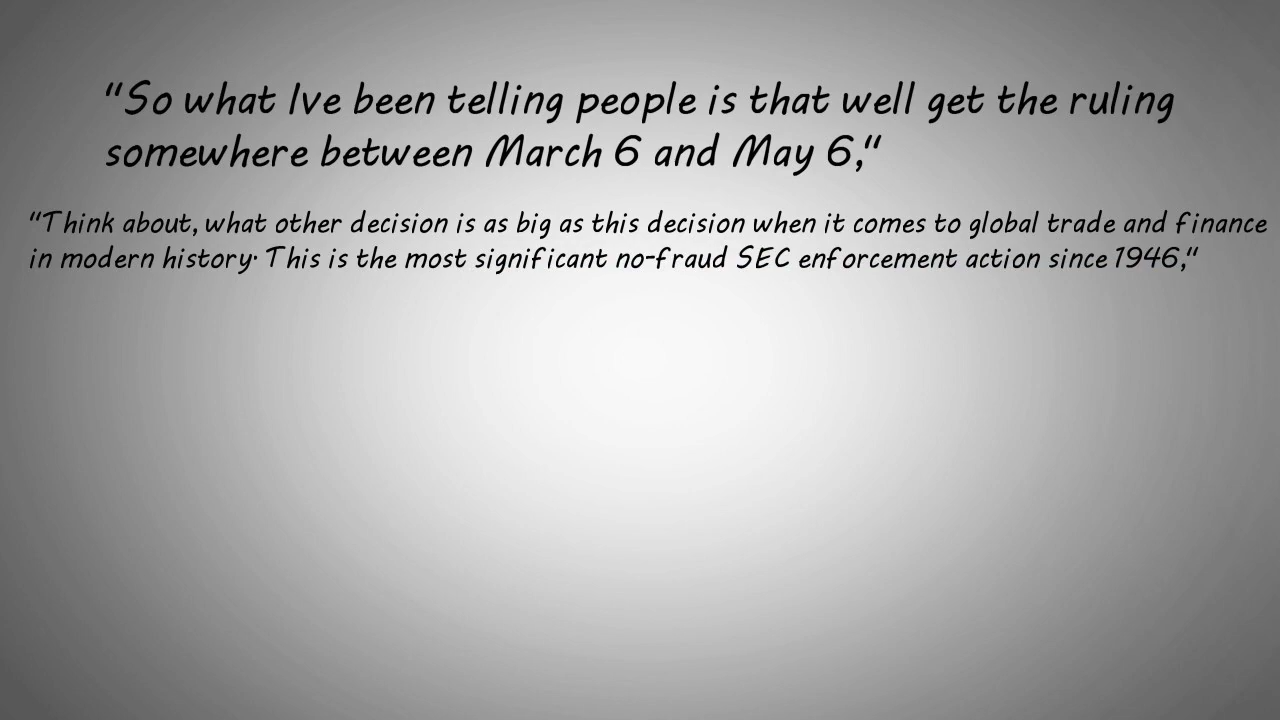 "So what Ive been telling people is that well get the ruling
somewhere between March 6 and May 6,"
"Think about, what other decision is as big as this decision when it comes to global trade and finance
in modern history. This is the most significant no-fraud SEC enforcement action since 1946,"